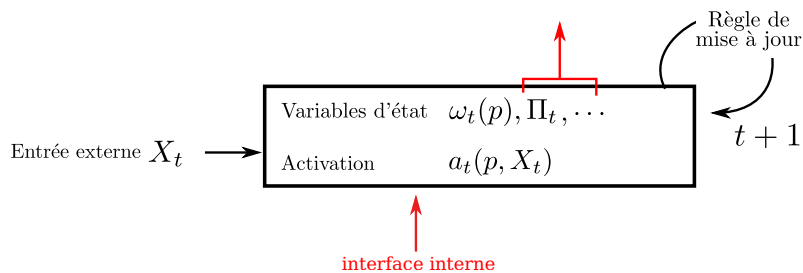 Règle de
mise à jour
Variables d'état ωₜ(p), Πₜ, ⋯
t + 1
Entrée externe Xₜ
Activation aₜ(p, Xₜ)
interface interne